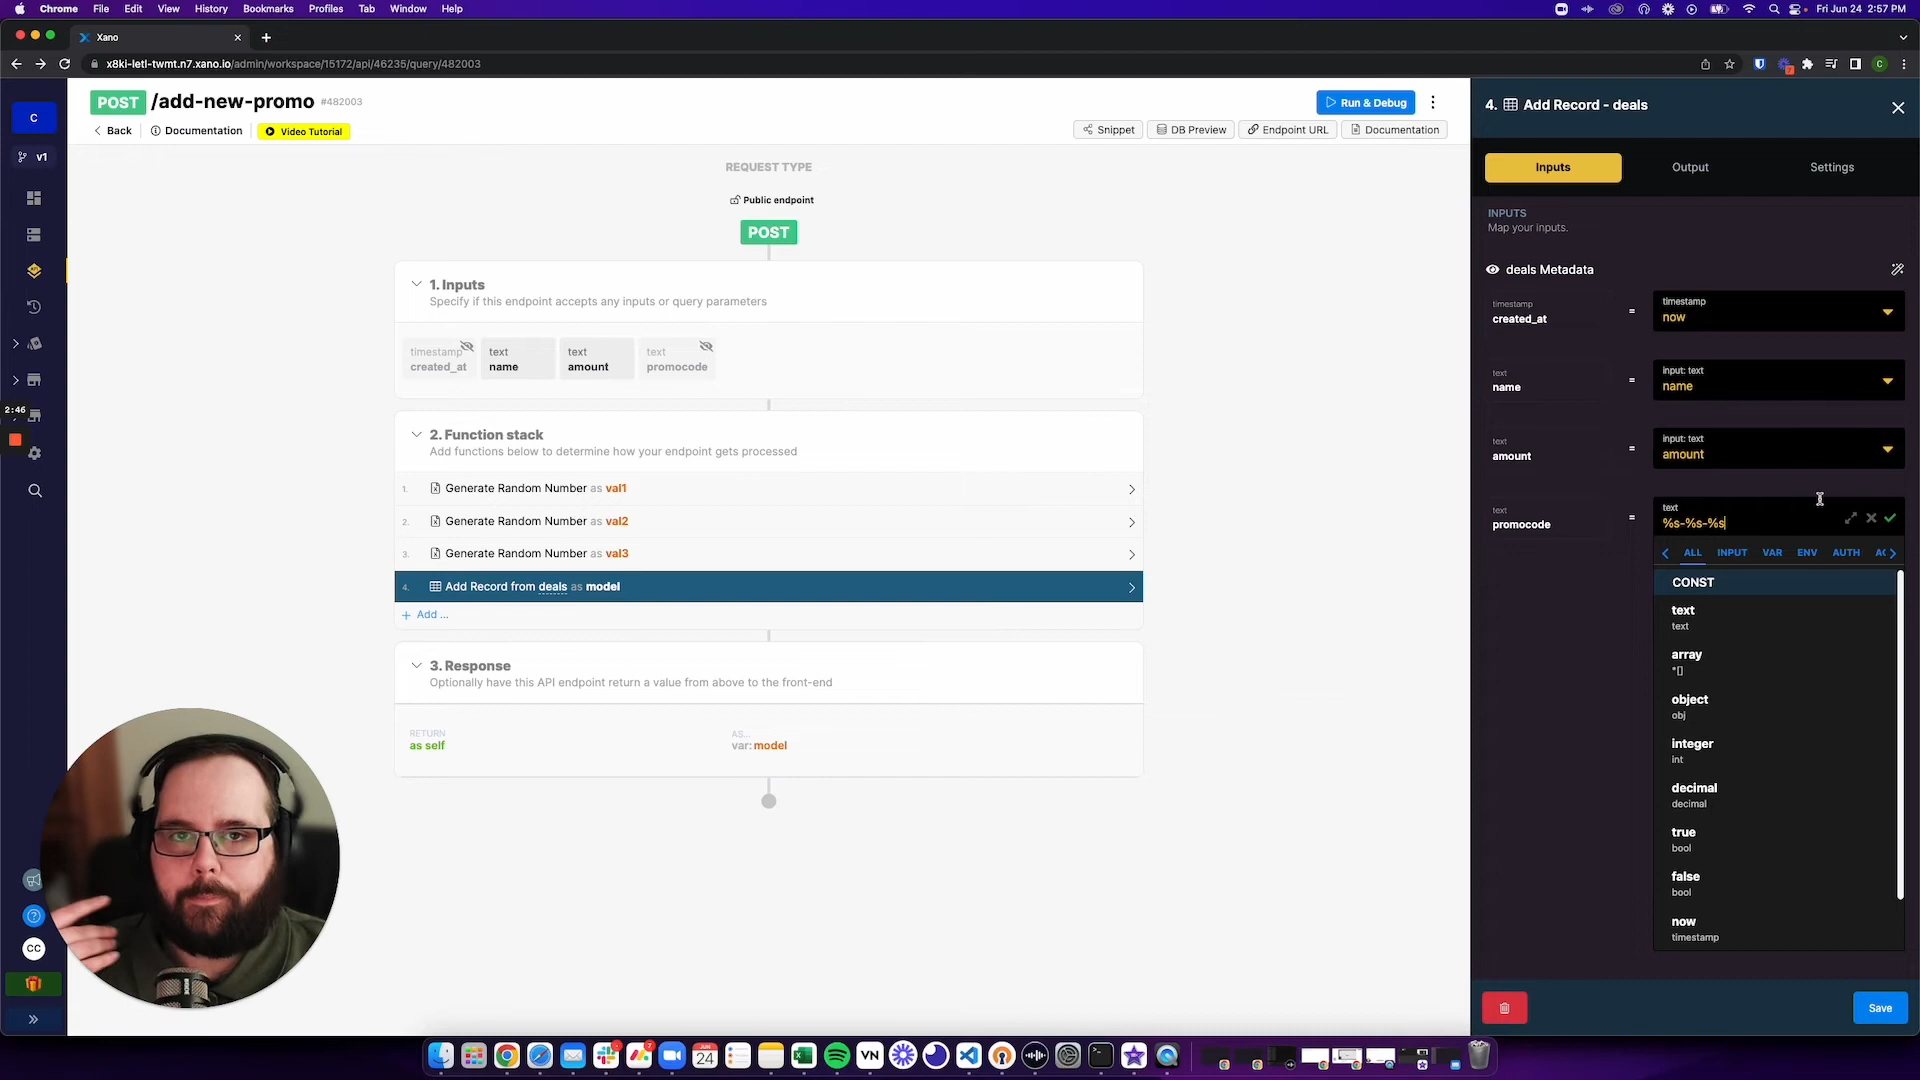 Chrome File Edit View History Bookmarks Profiles Tab Window Help
Fri Jun 24 2:57 PM
Xano
x8ki-letl-twmt.n7.xano.io/admin/workspace/15172/api/46235/query/482003
C
v1
2:46
CC
POST /add-new-promo #482003
Run & Debug
Back Documentation Video Tutorial
Snippet DB Preview Endpoint URL Documentation
REQUEST TYPE
Public endpoint
POST
1. Inputs
Specify if this endpoint accepts any inputs or query parameters
timestamp text text text
created_at name amount promocode
2. Function stack
Add functions below to determine how your endpoint gets processed
1. Generate Random Number as val1
2. Generate Random Number as val2
3. Generate Random Number as val3
4. Add Record from deals as model
+ Add ...
3. Response
Optionally have this API endpoint return a value from above to the front-end
RETURN AS...
as self var: model
4. Add Record - deals
Inputs Output Settings
INPUTS
Map your inputs.
deals Metadata
timestamp
created_at = timestamp
now
text
name = input: text
name
text
amount = input: text
amount
text
promocode = text
%s-%s-%s
ALL INPUT VAR ENV AUTH
CONST
text
text
array
*[]
object
obj
integer
int
decimal
decimal
true
bool
false
bool
now
timestamp
Save
JUN
24
VN
7